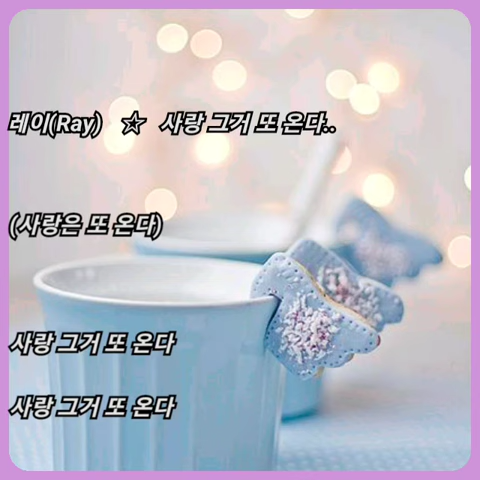 레이(Ray) ☆ 사랑 그거 또 온다..
(사랑은 또 온다)
사랑 그거 또 온다
사랑 그거 또 온다